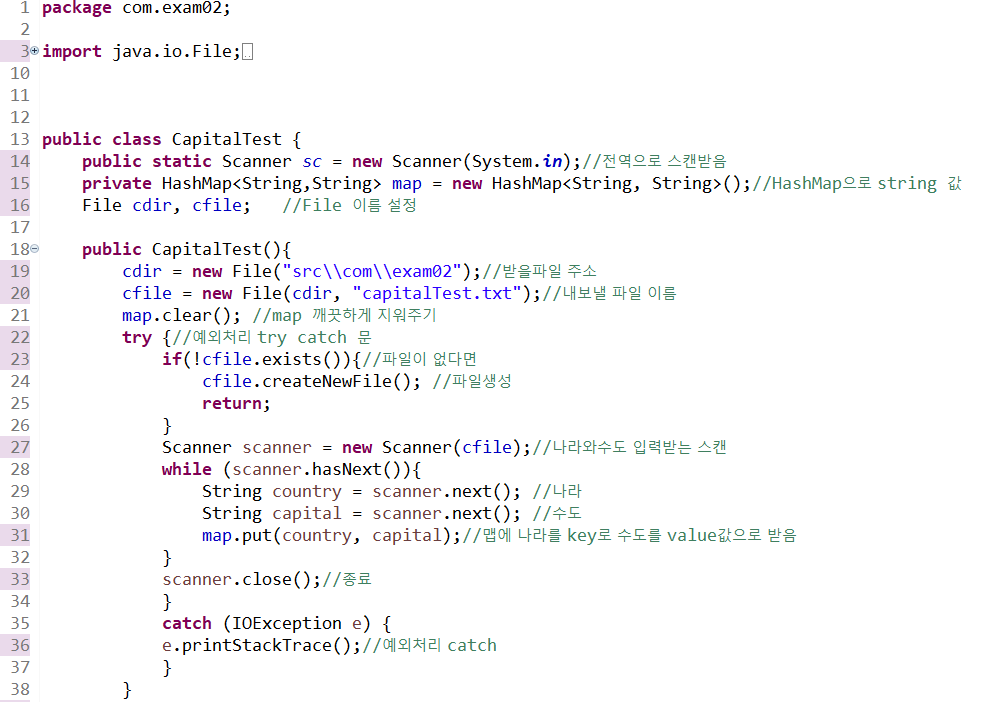 1 package com.exam02;
2
3 import java.io.File;
10
11
12
13 public class CapitalTest {
14 public static Scanner sc = new Scanner(System.in);//전역으로 스캔받음
15 private HashMap<String,String> map = new HashMap<String, String>();//HashMap으로 string 값
16 File cdir, cfile; //File 이름 설정
17
18 public CapitalTest(){
19 cdir = new File("src\\com\\exam02");//받을파일 주소
20 cfile = new File(cdir, "capitalTest.txt");//내보낼 파일 이름
21 map.clear(); //map 깨끗하게 지워주기
22 try {//예외처리 try catch 문
23 if(!cfile.exists()){//파일이 없다면
24 cfile.createNewFile(); //파일생성
25 return;
26 }
27 Scanner scanner = new Scanner(cfile);//나라와수도 입력받는 스캔
28 while (scanner.hasNext()){
29 String country = scanner.next(); //나라
30 String capital = scanner.next(); //수도
31 map.put(country, capital);//맵에 나라를 key로 수도를 value값으로 받음
32 }
33 scanner.close();//종료
34 }
35 catch (IOException e) {
36 e.printStackTrace();//예외처리 catch
37 }
38 }